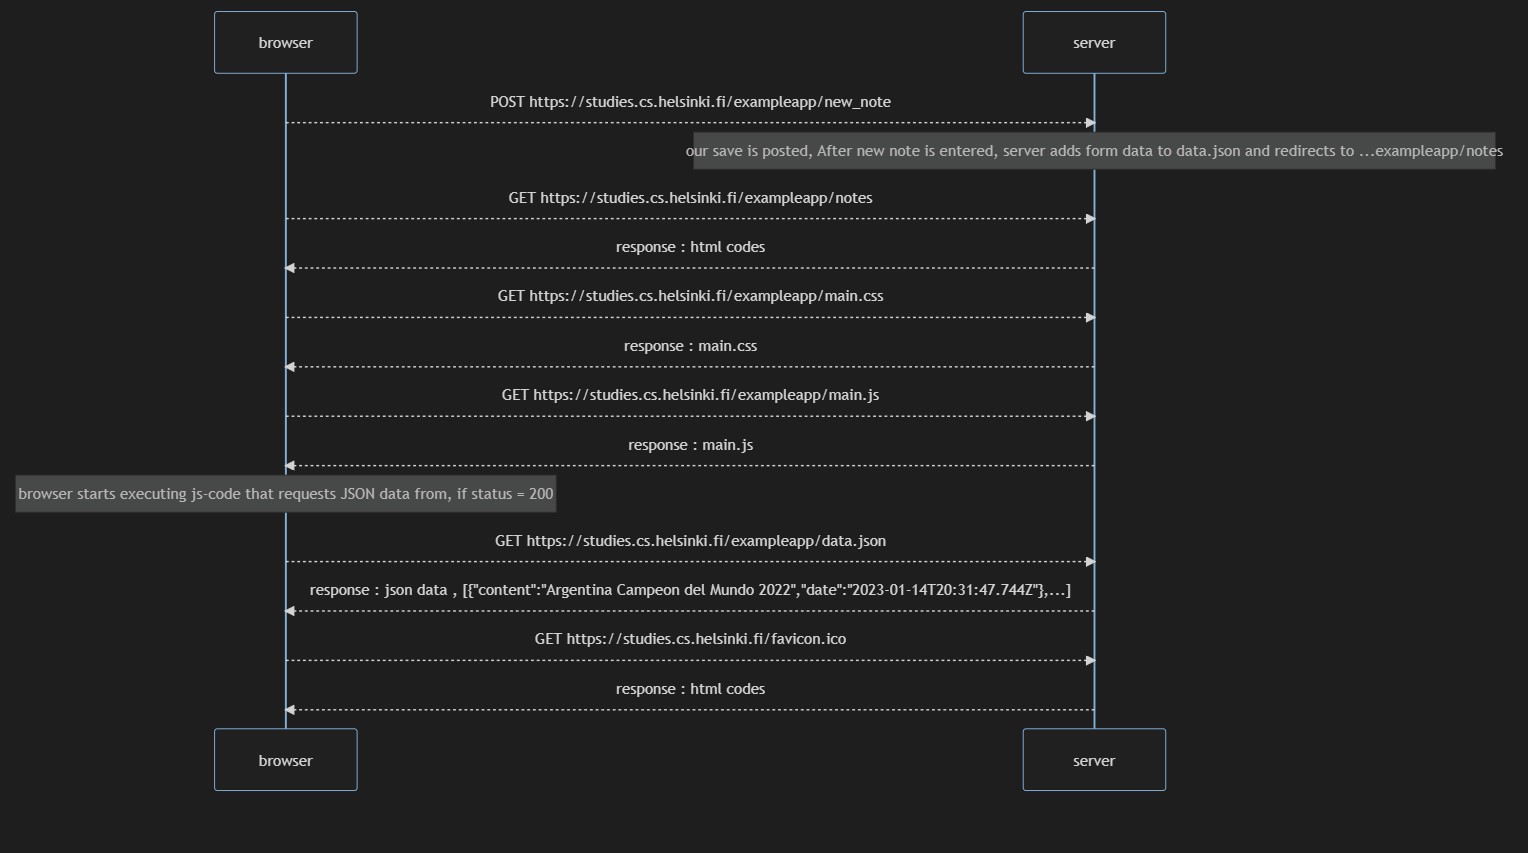 browser
server
POST https://studies.cs.helsinki.fi/exampleapp/new_note
our save is posted, After new note is entered, server adds form data to data.json and redirects to ...exampleapp/notes
GET https://studies.cs.helsinki.fi/exampleapp/notes
response : html codes
GET https://studies.cs.helsinki.fi/exampleapp/main.css
response : main.css
GET https://studies.cs.helsinki.fi/exampleapp/main.js
response : main.js
browser starts executing js-code that requests JSON data from, if status = 200
GET https://studies.cs.helsinki.fi/exampleapp/data.json
response : json data , [{"content":"Argentina Campeon del Mundo 2022","date":"2023-01-14T20:31:47.744Z"},...]
GET https://studies.cs.helsinki.fi/favicon.ico
response : html codes
browser
server